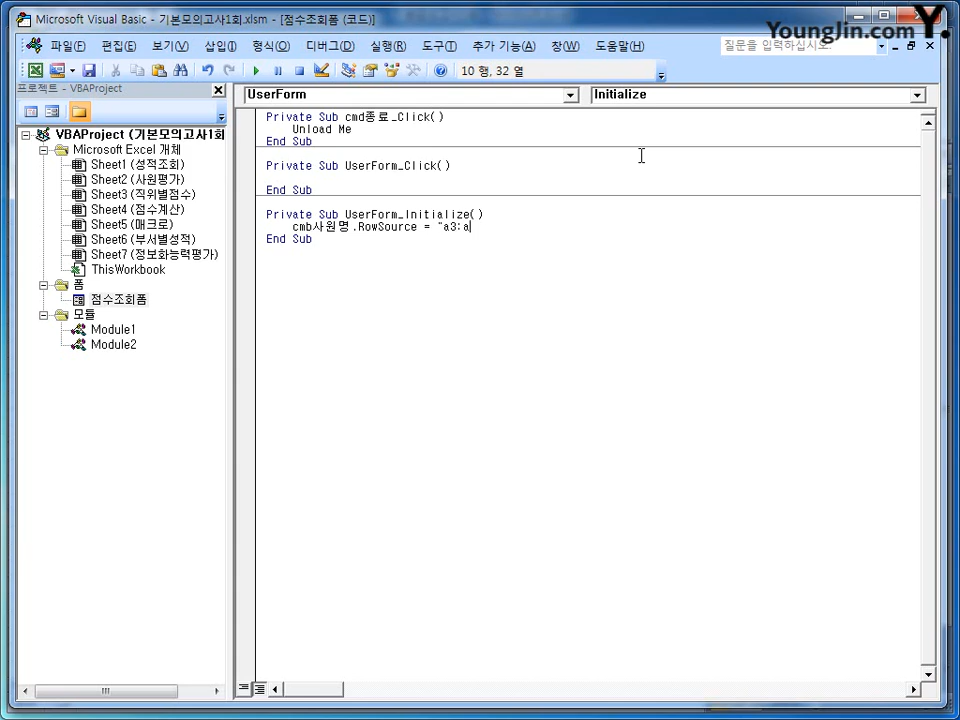 Microsoft Visual Basic - 기본모의고사1회.xlsm - [점수조회폼 (코드)]
YoungJin.com Y.
파일(F) 편집(E) 보기(V) 삽입(I) 형식(O) 디버그(D) 실행(R) 도구(T) 추가 기능(A) 창(W) 도움말(H) 질문을 입력하십시오.
10 행, 32 열
프로젝트 - VBAProject
UserForm Initialize
VBAProject (기본모의고사1회
Microsoft Excel 개체
Sheet1 (성적조회)
Sheet2 (사원평가)
Sheet3 (직위별점수)
Sheet4 (점수계산)
Sheet5 (매크로)
Sheet6 (부서별성적)
Sheet7 (정보화능력평가)
ThisWorkbook
폼
점수조회폼
모듈
Module1
Module2
Private Sub cmd종료_Click()
Unload Me
End Sub
Private Sub UserForm_Click()
End Sub
Private Sub UserForm_Initialize()
cmb사원명.RowSource = "a3:a
End Sub